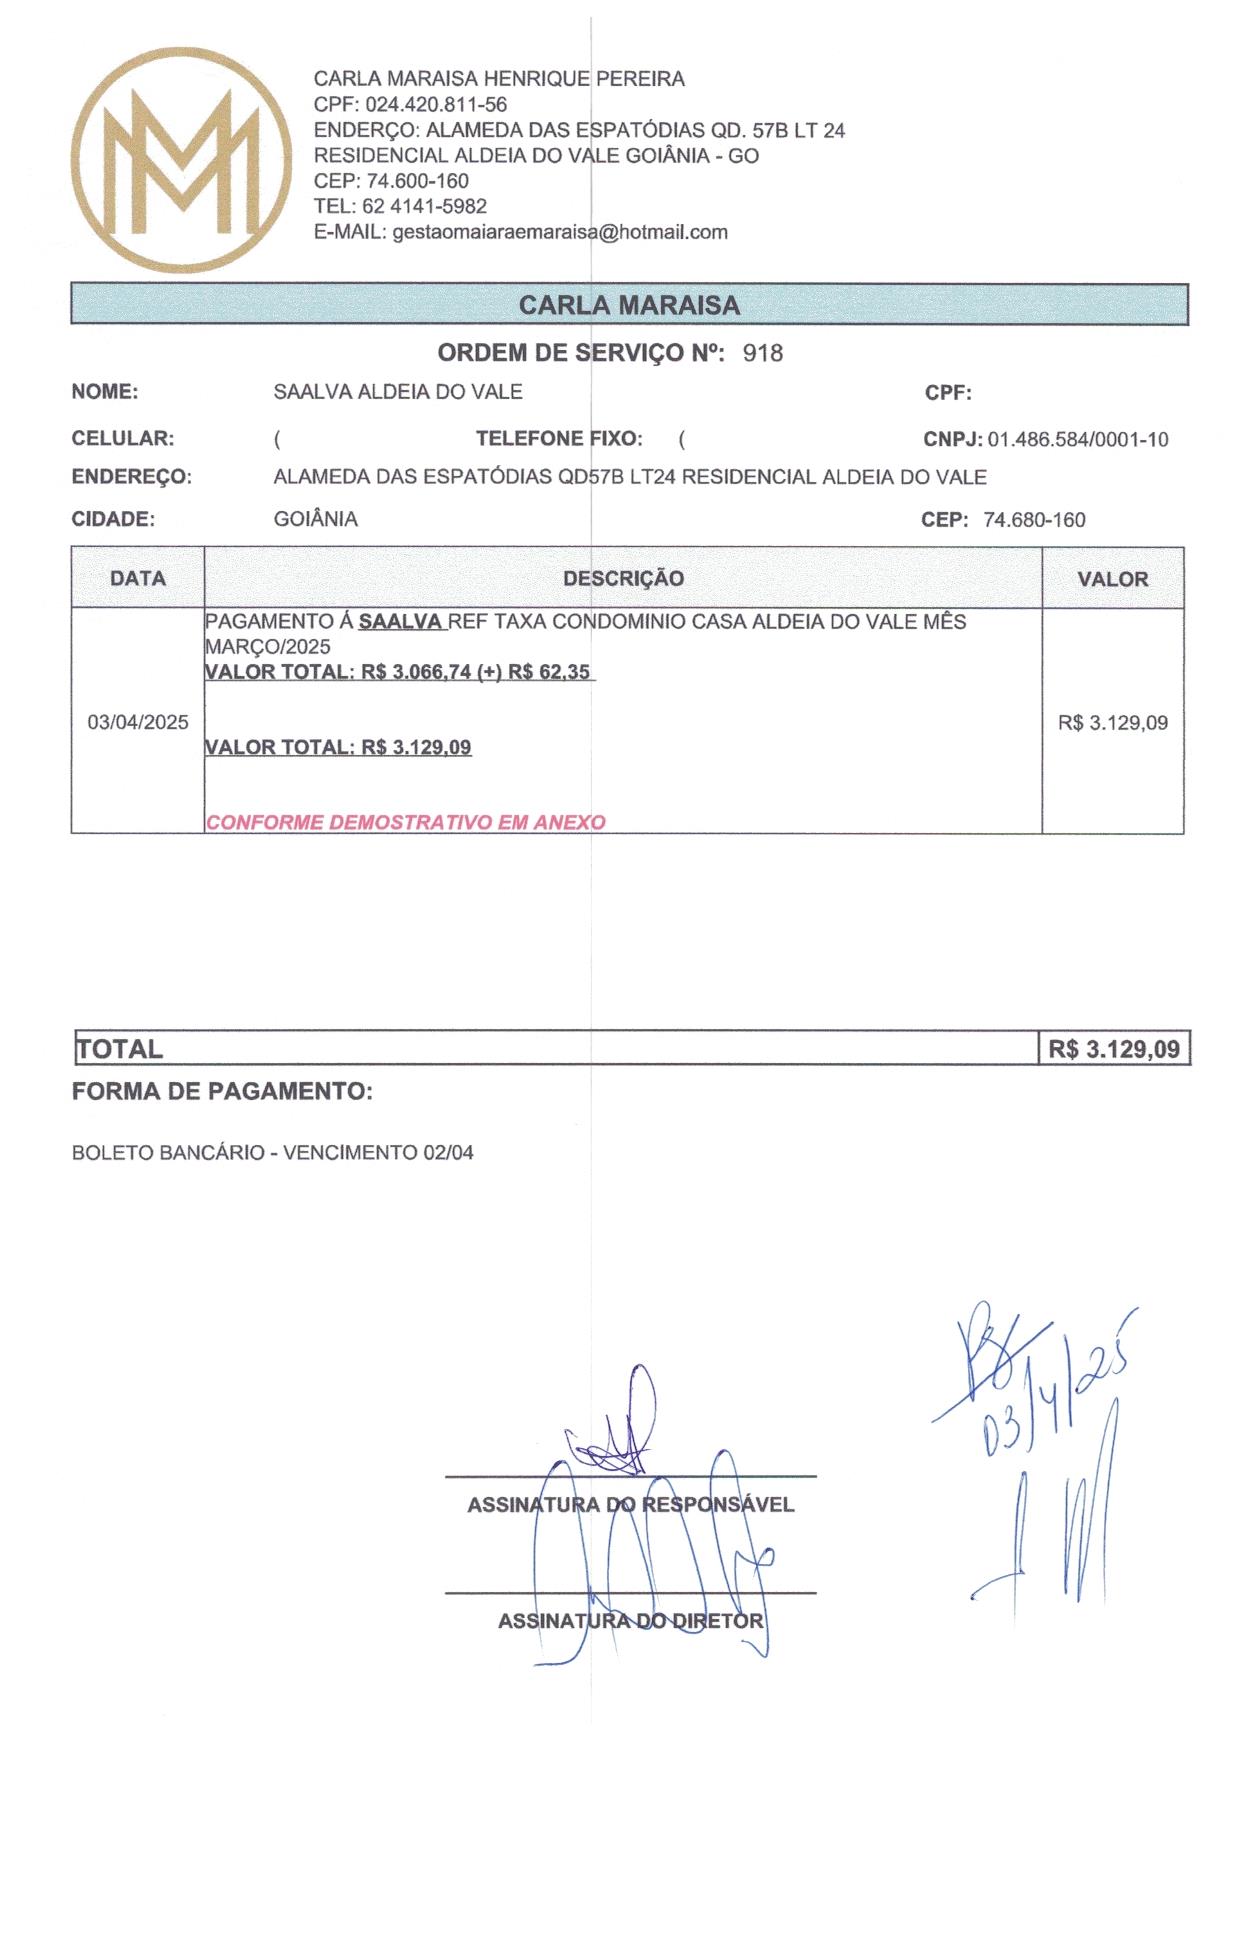 CARLA MARAISA HENRIQUE PEREIRA
CPF: 024.420.811-56
ENDERÇO: ALAMEDA DAS ESPATÓDIAS QD. 57B LT 24
RESIDENCIAL ALDEIA DO VALE GOIÂNIA - GO
CEP: 74.600-160
TEL: 62 4141-5982
E-MAIL: gestaomaiaraemaraisa@hotmail.com
CARLA MARAISA
ORDEM DE SERVIÇO Nº: 918
NOME: SAALVA ALDEIA DO VALE CPF:
CELULAR: ( TELEFONE FIXO: ( CNPJ: 01.486.584/0001-10
ENDEREÇO: ALAMEDA DAS ESPATÓDIAS QD57B LT24 RESIDENCIAL ALDEIA DO VALE
CIDADE: GOIÂNIA CEP: 74.680-160
DATA DESCRIÇÃO VALOR
PAGAMENTO Á SAALVA REF TAXA CONDOMINIO CASA ALDEIA DO VALE MÊS
MARÇO/2025
VALOR TOTAL: R$ 3.066,74 (+) R$ 62,35
03/04/2025 R$ 3.129,09
VALOR TOTAL: R$ 3.129,09
CONFORME DEMOSTRATIVO EM ANEXO
TOTAL R$ 3.129,09
FORMA DE PAGAMENTO:
BOLETO BANCÁRIO - VENCIMENTO 02/04
03/4/25
ASSINATURA DO RESPONSÁVEL
ASSINATURA DO DIRETOR